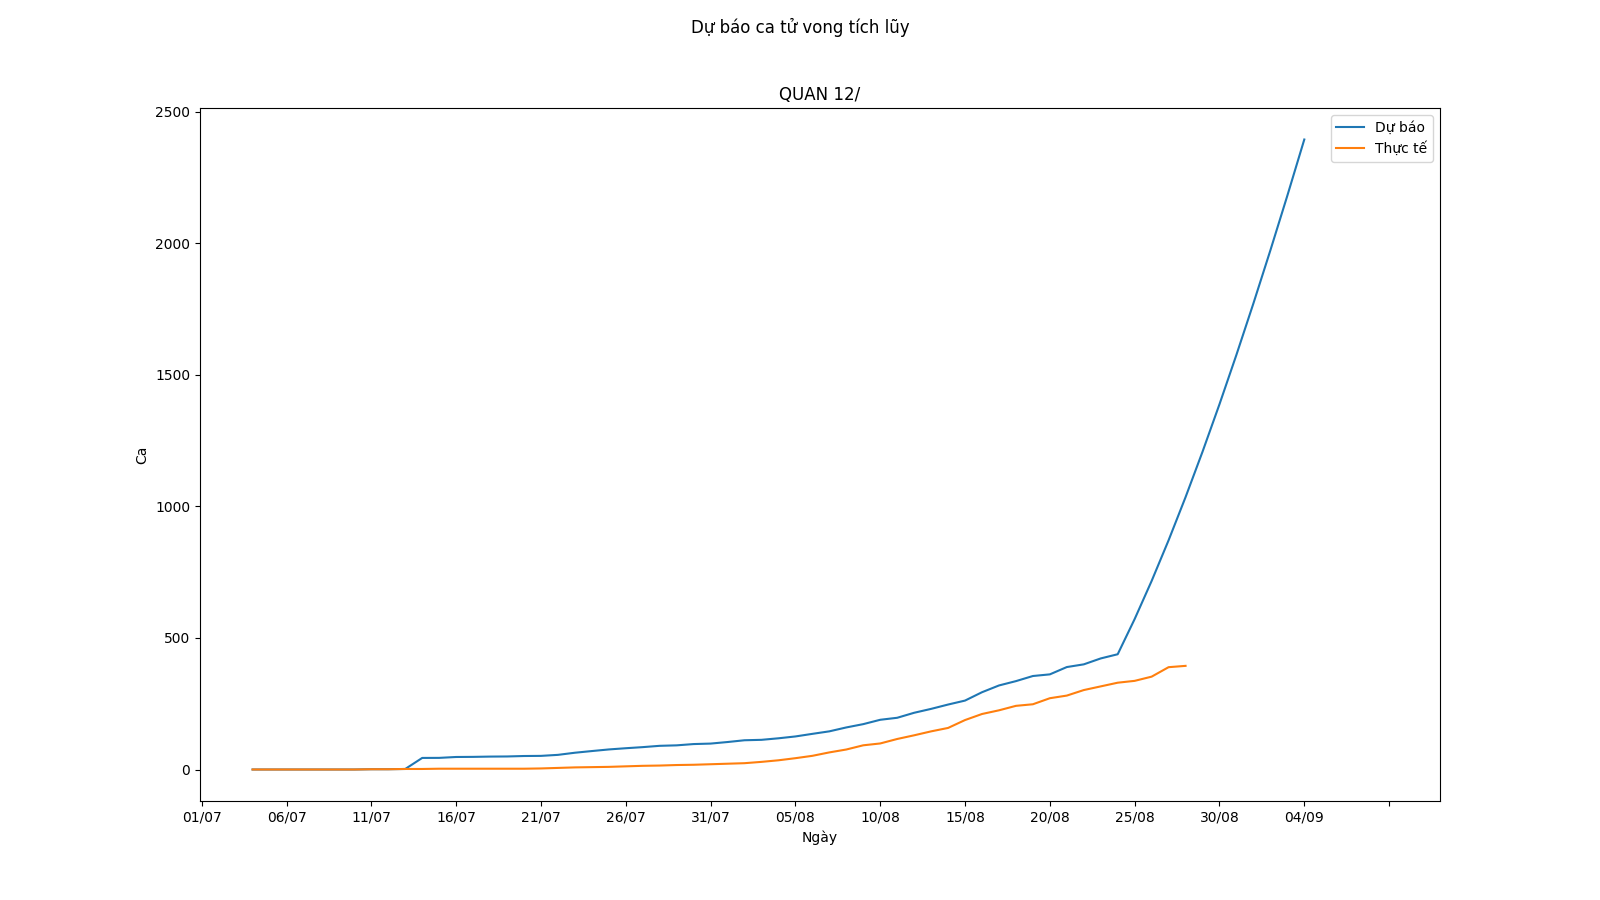 Dự báo ca tử vong tích lũy
QUAN 12/
2500
2000
1500
1000
500
0
Ca
Dự báo
Thực tế
01/07 06/07 11/07 16/07 21/07 26/07 31/07 05/08 10/08 15/08 20/08 25/08 30/08 04/09
Ngày